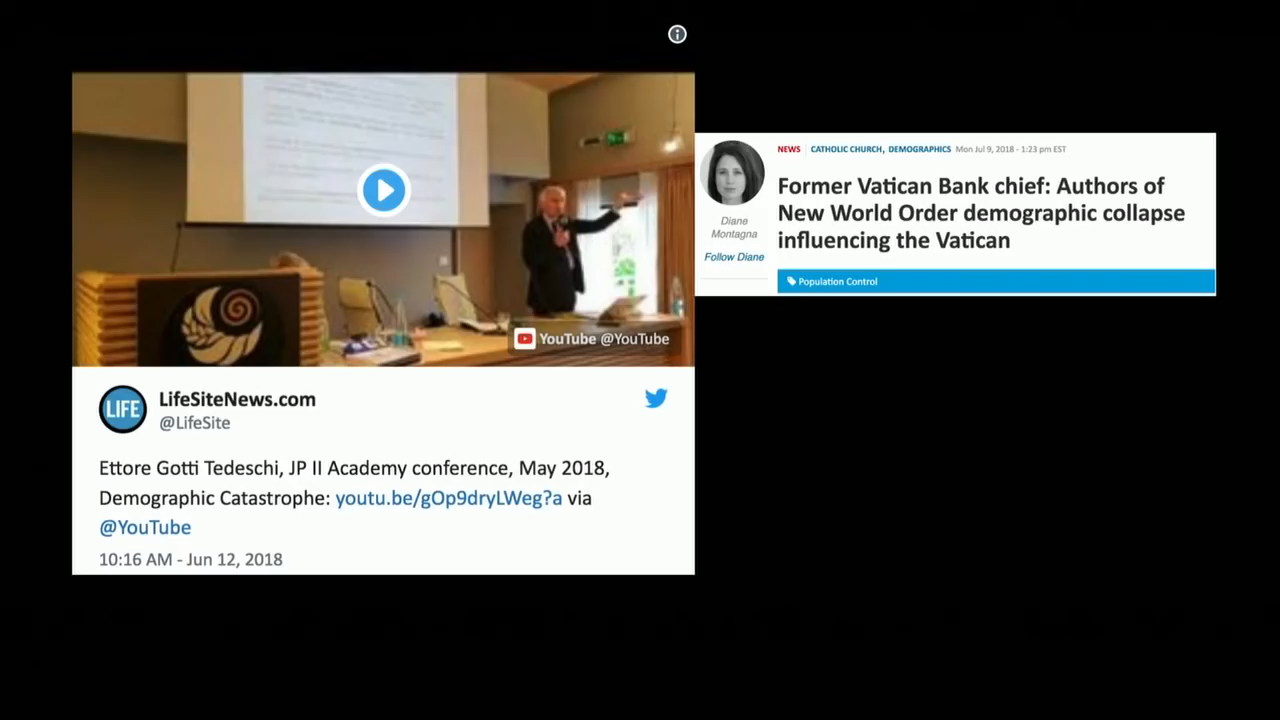 YouTube @YouTube
LIFE
LifeSiteNews.com
@LifeSite
Ettore Gotti Tedeschi, JP II Academy conference, May 2018,
Demographic Catastrophe: youtu.be/gOp9dryLWeg?a via
@YouTube
10:16 AM - Jun 12, 2018
NEWS CATHOLIC CHURCH, DEMOGRAPHICS Mon Jul 9, 2018 - 1:23 pm EST
Former Vatican Bank chief: Authors of
New World Order demographic collapse
influencing the Vatican
Diane
Montagna
Follow Diane
Population Control